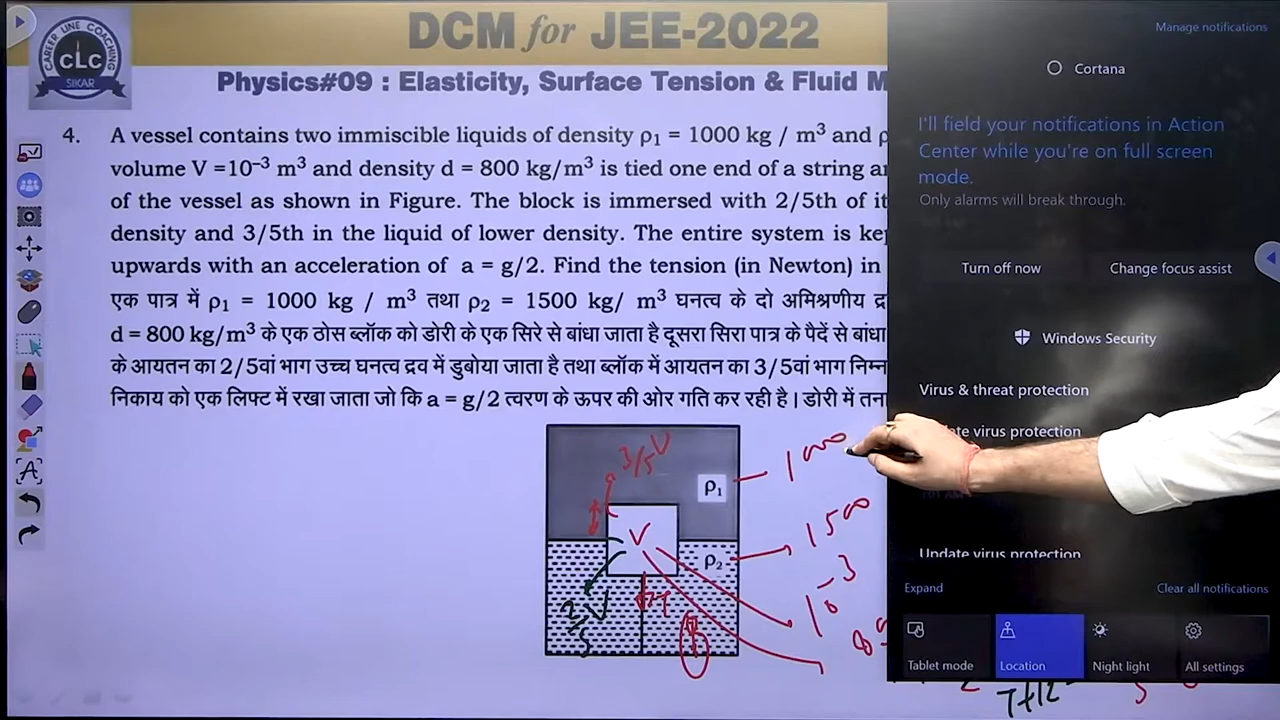 CAREER LINE COACHING
CLC
SIKAR
DCM for JEE-2022
Physics#09 : Elasticity, Surface Tension & Fluid M
4. A vessel contains two immiscible liquids of density ρ1 = 1000 kg / m³ and ρ
volume V =10⁻³ m³ and density d = 800 kg/m³ is tied one end of a string an
of the vessel as shown in Figure. The block is immersed with 2/5th of it
density and 3/5th in the liquid of lower density. The entire system is kep
upwards with an acceleration of a = g/2. Find the tension (in Newton) in
एक पात्र में ρ1 = 1000 kg / m³ तथा ρ2 = 1500 kg/ m³ घनत्व के दो अमिश्रणीय द्र
d = 800 kg/m³ के एक ठोस ब्लॉक को डोरी के एक सिरे से बांधा जाता है दूसरा सिरा पात्र के पैदें से बांधा
के आयतन का 2/5वां भाग उच्च घनत्व द्रव में डुबोया जाता है तथा ब्लॉक में आयतन का 3/5वां भाग निम्न
निकाय को एक लिफ्ट में रखा जाता जो कि a = g/2 त्वरण के ऊपर की ओर गति कर रही है। डोरी में तना
3/5 V
ρ1
1000
V
ρ2
1500
10⁻³
2/5 V
T
Manage notifications
Cortana
I'll field your notifications in Action
Center while you're on full screen
mode.
Only alarms will break through.
Turn off now
Change focus assist
Windows Security
Virus & threat protection
virus protection
Update virus protection
Expand
Clear all notifications
Tablet mode
Location
Night light
All settings